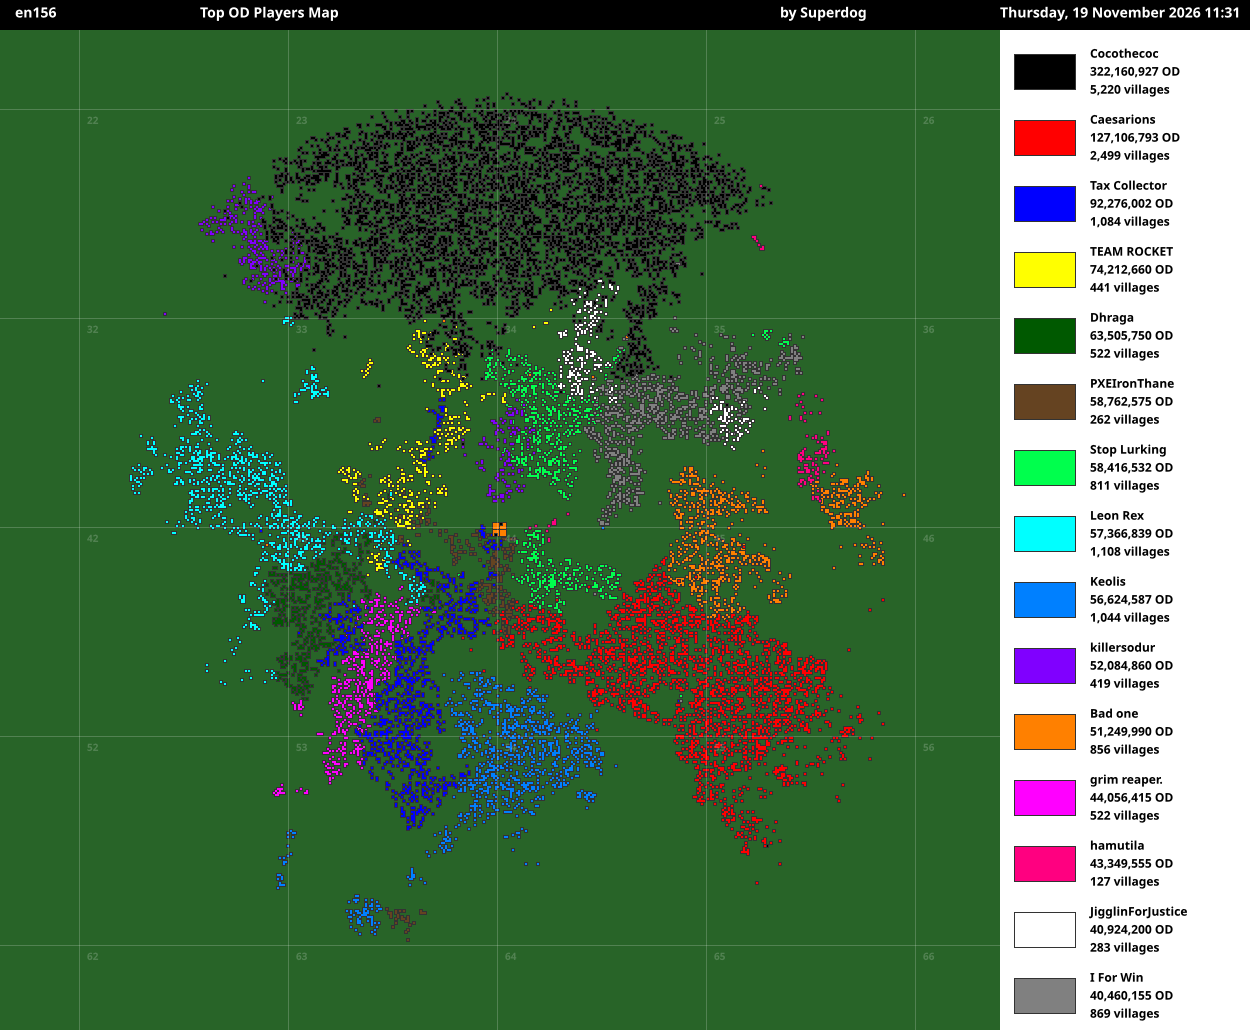 en156
Top OD Players Map
by Superdog
Thursday, 19 November 2026 11:31
Cocothecoc
322,160,927 OD
5,220 villages
Caesarions
127,106,793 OD
2,499 villages
Tax Collector
92,276,002 OD
1,084 villages
TEAM ROCKET
74,212,660 OD
441 villages
Dhraga
63,505,750 OD
522 villages
PXEIronThane
58,762,575 OD
262 villages
Stop Lurking
58,416,532 OD
811 villages
Leon Rex
57,366,839 OD
1,108 villages
Keolis
56,624,587 OD
1,044 villages
killersodur
52,084,860 OD
419 villages
Bad one
51,249,990 OD
856 villages
grim reaper.
44,056,415 OD
522 villages
hamutila
43,349,555 OD
127 villages
JigglinForJustice
40,924,200 OD
283 villages
I For Win
40,460,155 OD
869 villages
22
23
25
26
32
33
34
35
36
42
46
52
53
56
62
63
64
65
66